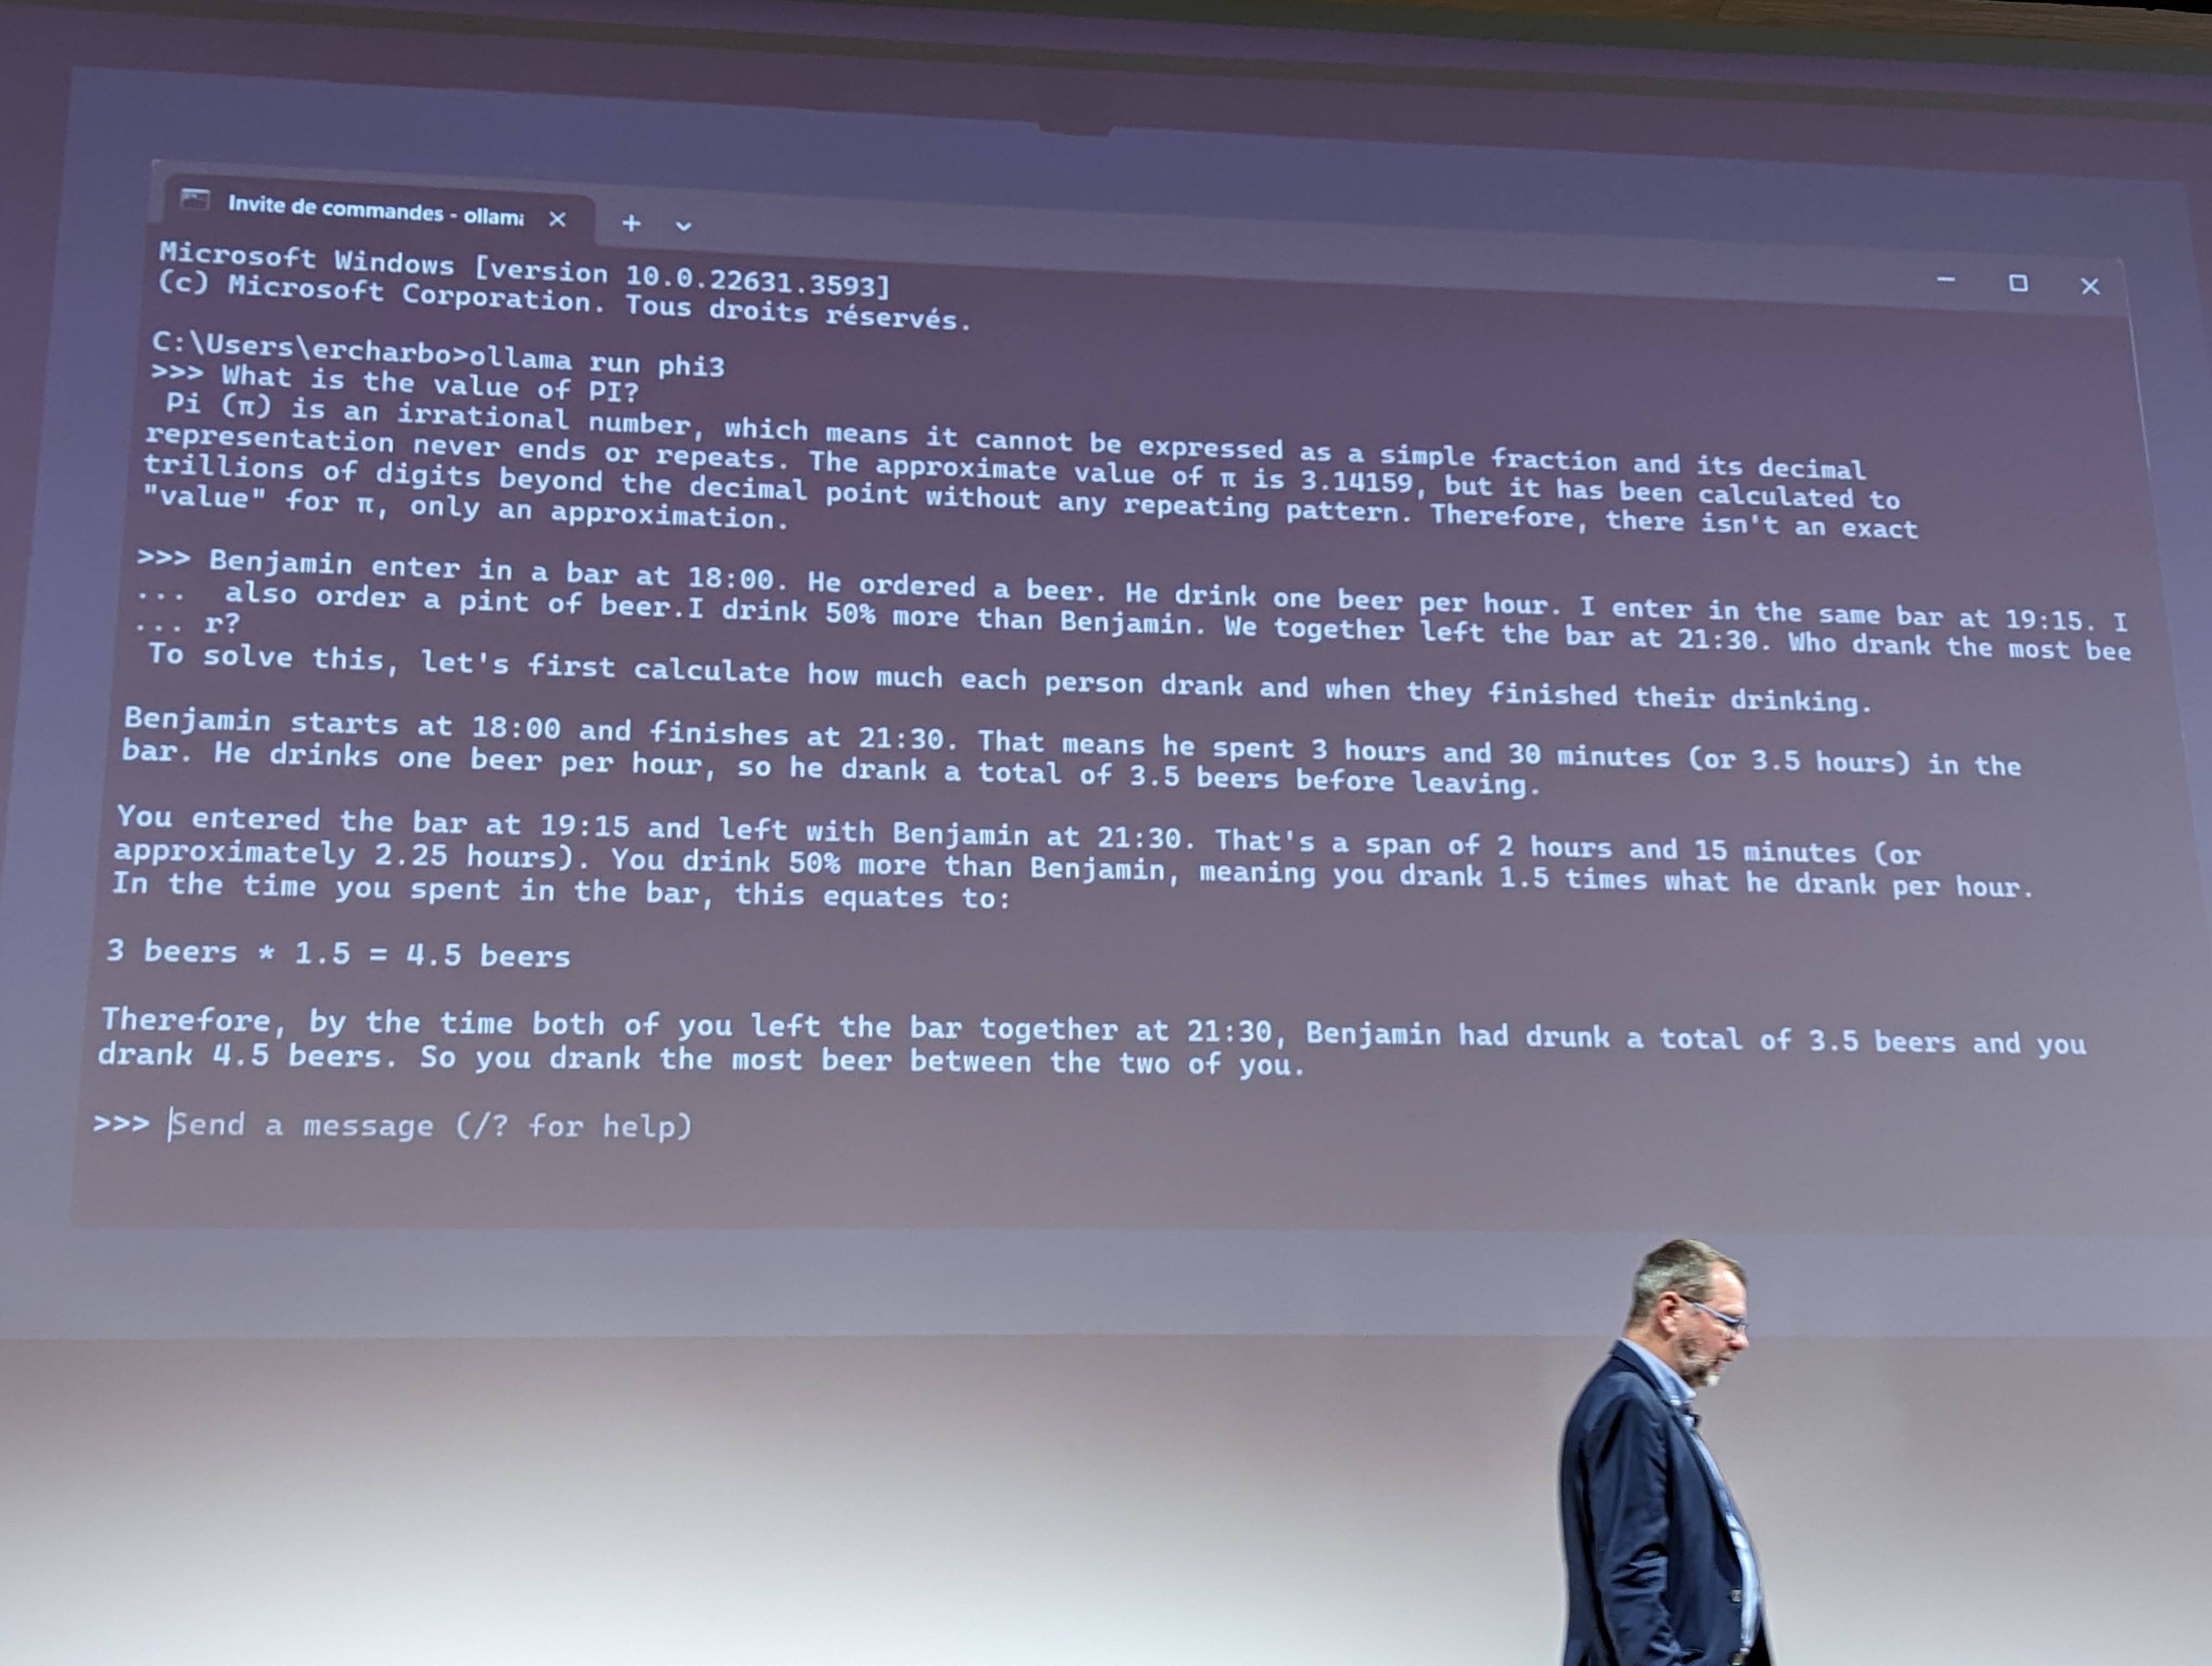 Invite de commandes - ollama
Microsoft Windows [version 10.0.22631.3593]
(c) Microsoft Corporation. Tous droits réservés.
C:\Users\ercharbo>ollama run phi3
>>> What is the value of PI?
Pi (π) is an irrational number, which means it cannot be expressed as a simple fraction and its decimal
representation never ends or repeats. The approximate value of π is 3.14159, but it has been calculated to
trillions of digits beyond the decimal point without any repeating pattern. Therefore, there isn't an exact
"value" for π, only an approximation.
>>> Benjamin enter in a bar at 18:00. He ordered a beer. He drink one beer per hour. I enter in the same bar at 19:15. I
... also order a pint of beer.I drink 50% more than Benjamin. We together left the bar at 21:30. Who drank the most bee
... r?
To solve this, let's first calculate how much each person drank and when they finished their drinking.
Benjamin starts at 18:00 and finishes at 21:30. That means he spent 3 hours and 30 minutes (or 3.5 hours) in the
bar. He drinks one beer per hour, so he drank a total of 3.5 beers before leaving.
You entered the bar at 19:15 and left with Benjamin at 21:30. That's a span of 2 hours and 15 minutes (or
approximately 2.25 hours). You drink 50% more than Benjamin, meaning you drank 1.5 times what he drank per hour.
In the time you spent in the bar, this equates to:
3 beers * 1.5 = 4.5 beers
Therefore, by the time both of you left the bar together at 21:30, Benjamin had drunk a total of 3.5 beers and you
drank 4.5 beers. So you drank the most beer between the two of you.
>>> Send a message (/? for help)